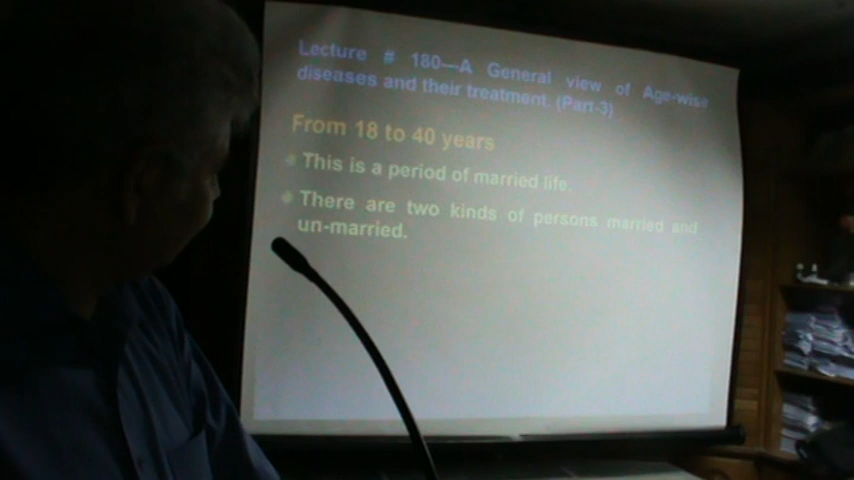 Lecture # 180—A General view of Age-wise
diseases and their treatment. (Part-3)
From 18 to 40 years
This is a period of married life.
There are two kinds of persons married and
un-married.